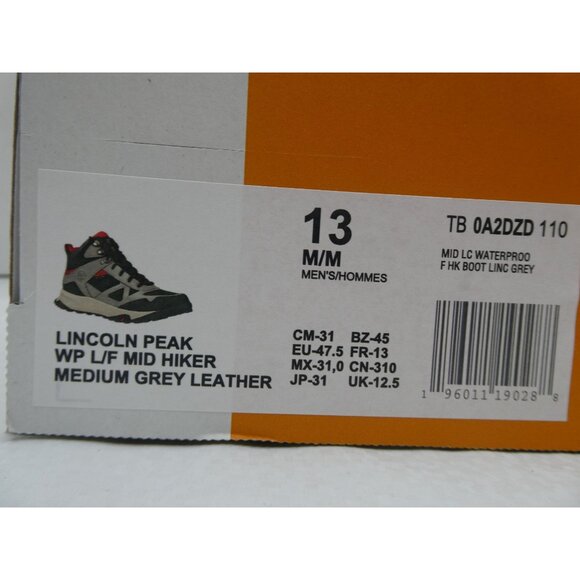 13
M/M
MEN'S/HOMMES
TB 0A2DZD 110
MID LC WATERPROO
F HK BOOT LINC GREY
LINCOLN PEAK
WP L/F MID HIKER
MEDIUM GREY LEATHER
CM-31 BZ-45
EU-47.5 FR-13
MX-31,0 CN-310
JP-31 UK-12.5
1 96011 19028 8